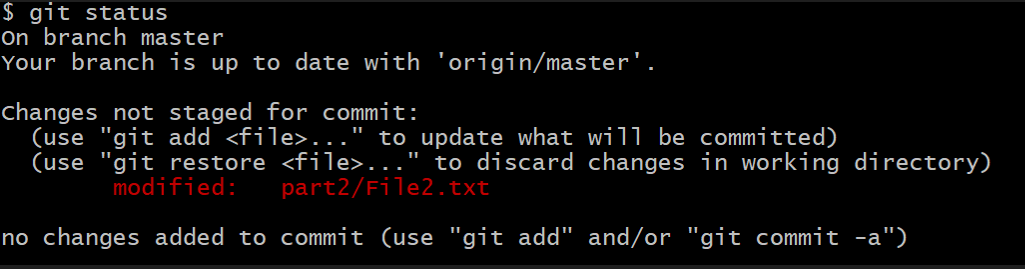 $ git status
On branch master
Your branch is up to date with 'origin/master'.
Changes not staged for commit:
(use "git add <file>..." to update what will be committed)
(use "git restore <file>..." to discard changes in working directory)
modified: part2/File2.txt
no changes added to commit (use "git add" and/or "git commit -a")